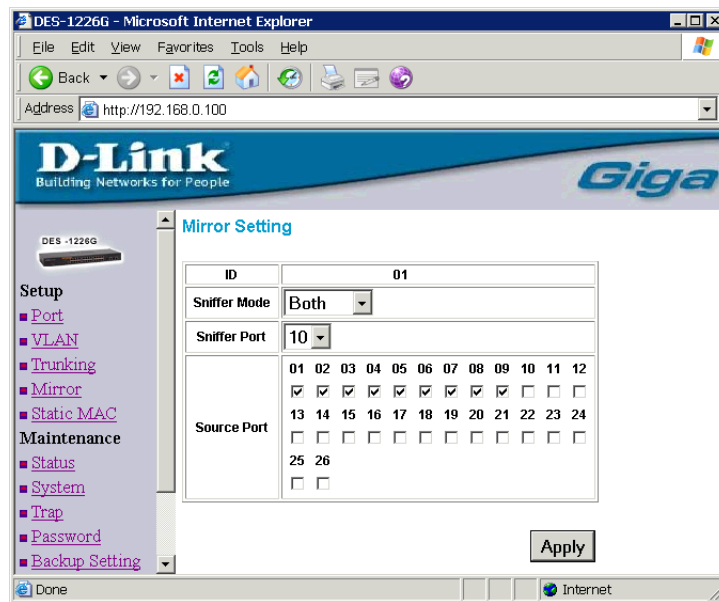 DES-1226G - Microsoft Internet Explorer
File Edit View Favorites Tools Help
Back
Address http://192.168.0.100
D-Link
Building Networks for People
Giga
DES -1226G
Setup
Port
VLAN
Trunking
Mirror
Static MAC
Maintenance
Status
System
Trap
Password
Backup Setting
Mirror Setting
ID 01
Sniffer Mode Both
Sniffer Port 10
Source Port
01 02 03 04 05 06 07 08 09 10 11 12
13 14 15 16 17 18 19 20 21 22 23 24
25 26
Apply
Done
Internet